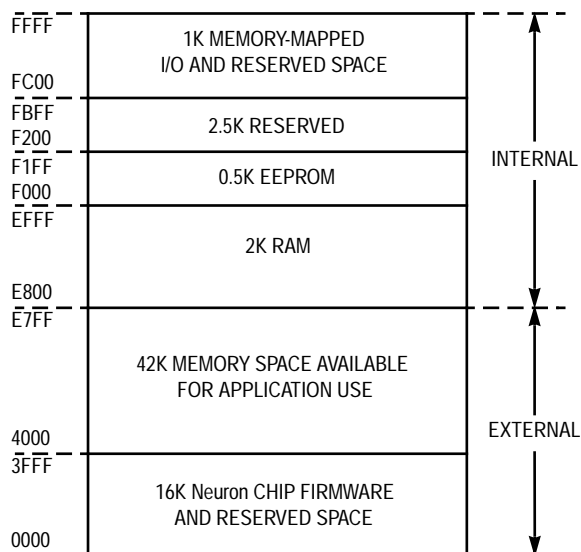 FFFF
1K MEMORY-MAPPED
I/O AND RESERVED SPACE
FC00
FBFF
2.5K RESERVED
F200
F1FF
0.5K EEPROM
F000
EFFF
2K RAM
E800
INTERNAL
E7FF
42K MEMORY SPACE AVAILABLE
FOR APPLICATION USE
4000
3FFF
16K Neuron CHIP FIRMWARE
AND RESERVED SPACE
0000
EXTERNAL